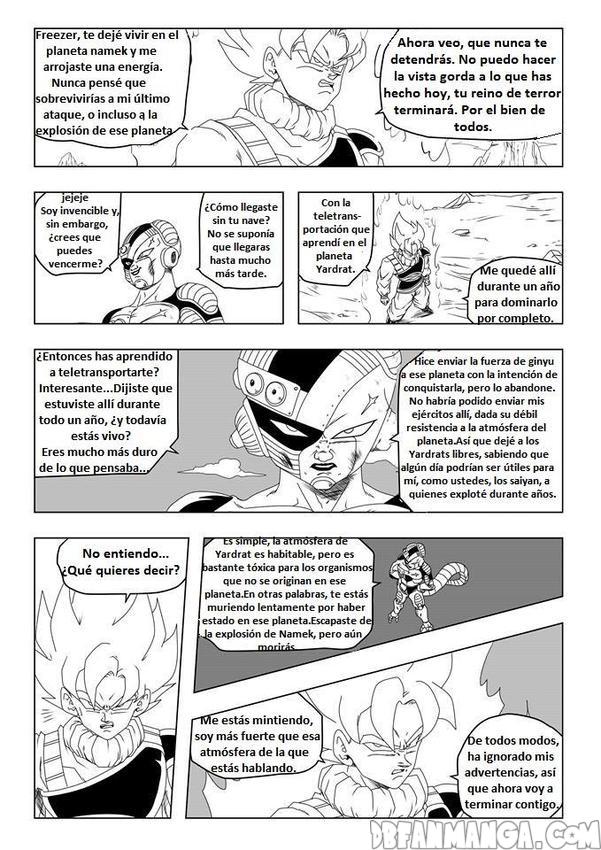 Freezer, te dejé vivir en el
planeta namek y me
arrojaste una energía.
Nunca pensé que
sobrevivirías a mi último
ataque, o incluso a la
explosión de ese planeta
Ahora veo, que nunca te
detendrás. No puedo hacer
la vista gorda a lo que has
hecho hoy, tu reino de terror
terminará. Por el bien de
todos.
jejeje
Soy invencible y,
sin embargo,
¿crees que
puedes
vencerme?
¿Cómo llegaste
sin tu nave?
No se suponía
que llegaras
hasta mucho
más tarde.
Con la
teletrans-
portación que
aprendí en el
planeta
Yardrat.
Me quedé allí
durante un año
para dominarlo
por completo.
¿Entonces has aprendido
a teletransportarte?
Interesante...Dijiste que
estuviste allí durante
todo un año, ¿y todavía
estás vivo?
Eres mucho más duro
de lo que pensaba...
Hice enviar la fuerza de ginyu
a ese planeta con la intención de
conquistarla, pero lo abandone.
No habría podido enviar mis
ejércitos allí, dada su débil
resistencia a la atmósfera del
planeta.Así que dejé a los
Yardrats libres, sabiendo que
algún día podrían ser útiles para
mí, como ustedes, los saiyan, a
quienes exploté durante años.
No entiendo...
¿Qué quieres decir?
Es simple, la atmósfera de
Yardrat es habitable, pero es
bastante tóxica para los organismos
que no se originan en ese
planeta.En otras palabras, te estás
muriendo lentamente por haber
estado en ese planeta.Escapaste de
la explosión de Namek, pero aún
morirás.
Me estás mintiendo,
soy más fuerte que esa
atmósfera de la que
estás hablando.
De todos modos,
ha ignorado mis
advertencias, así
que ahora voy a
terminar contigo.
DBFANMANGA.COM